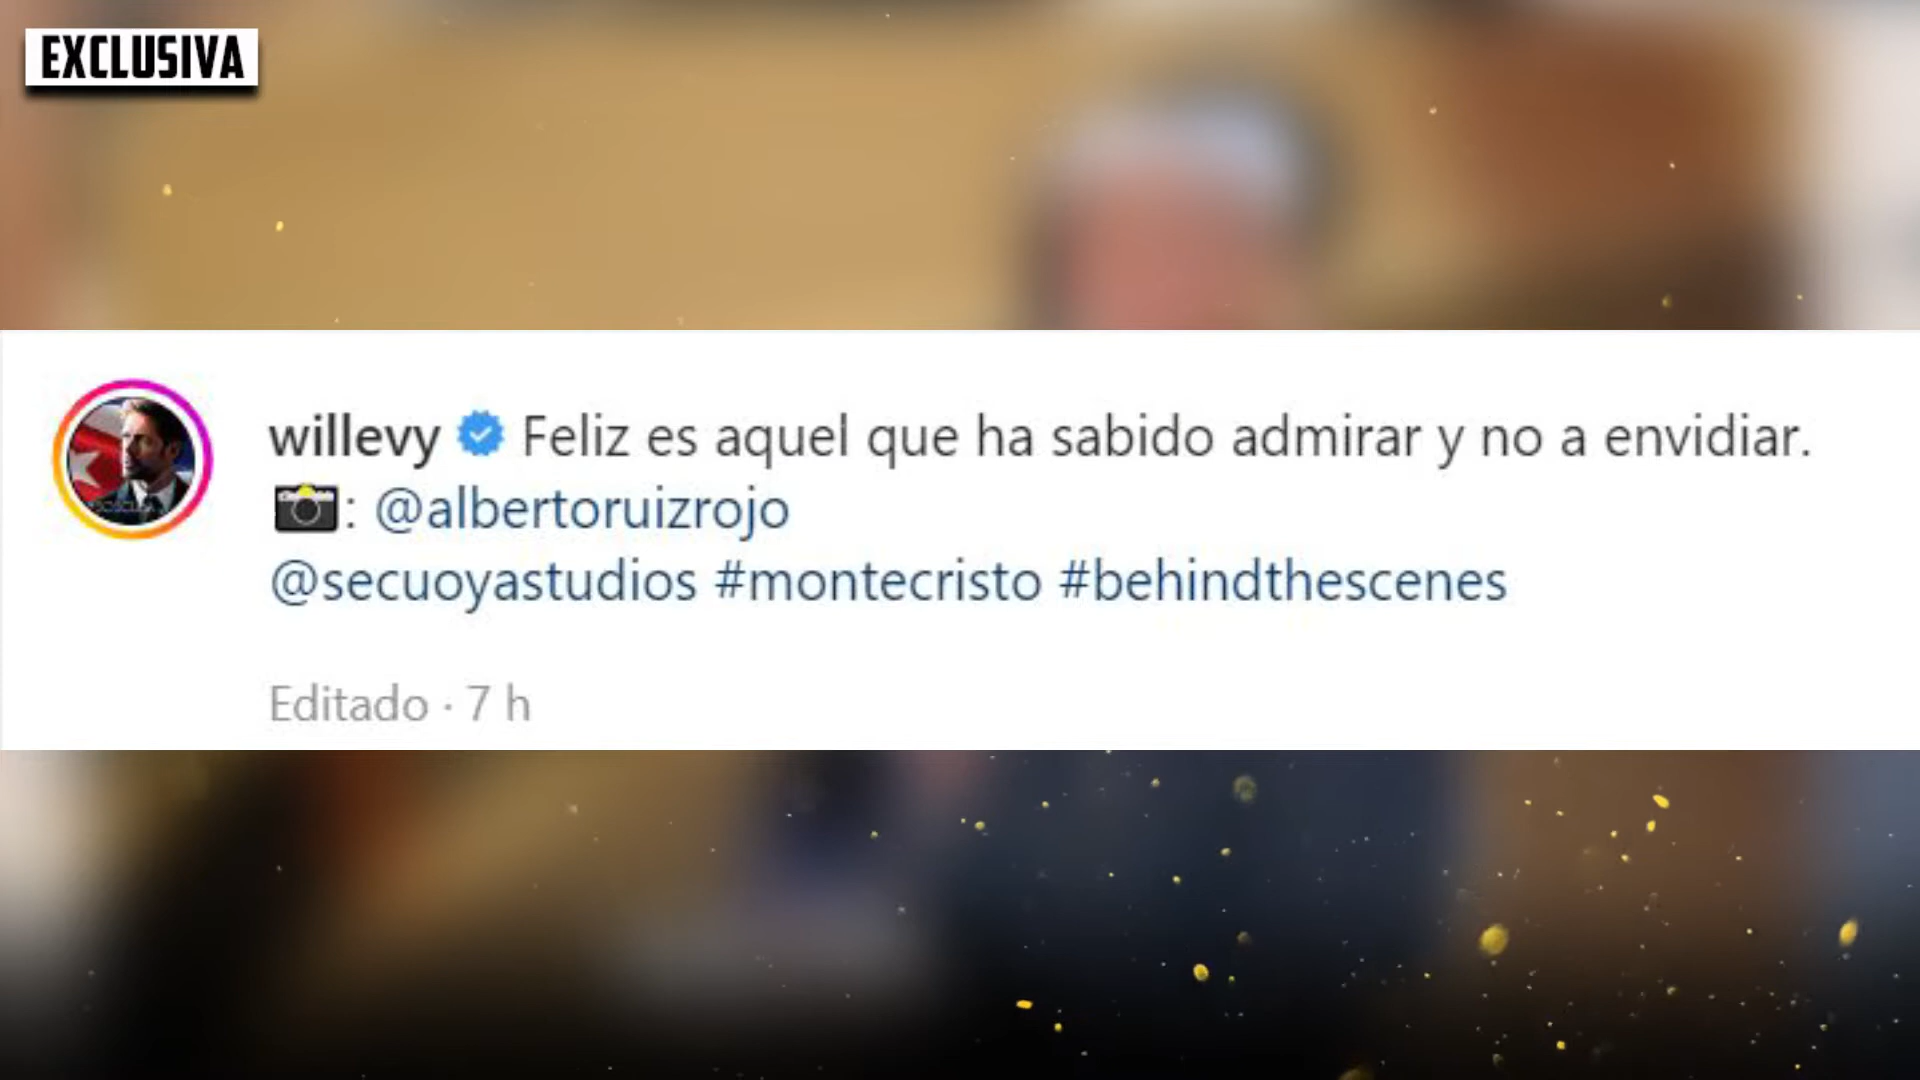 EXCLUSIVA
willevy Feliz es aquel que ha sabido admirar y no a envidiar.
: @albertoruizrojo
@secuoyastudios #montecristo #behindthescenes
Editado · 7 h